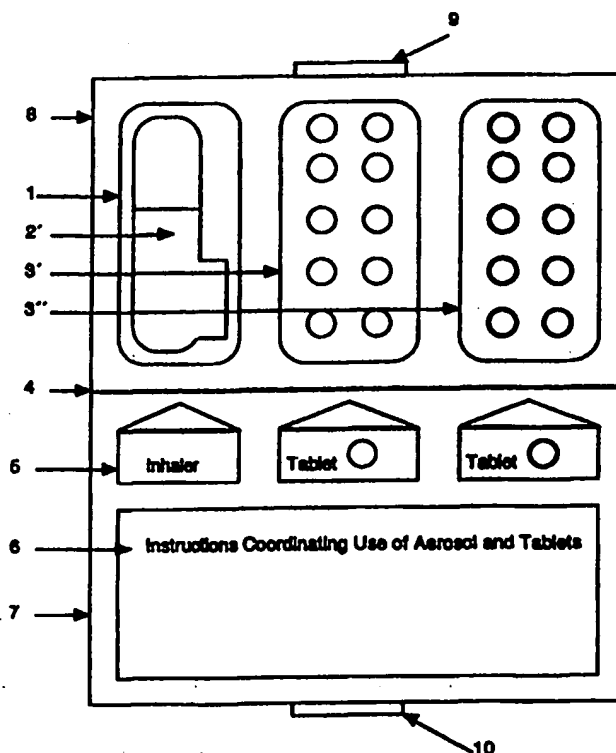 9
8
1
2'
3'
3''
4
5
Inhaler
Tablet
Tablet
6
Instructions Coordinating Use of Aerosol and Tablets
7
10